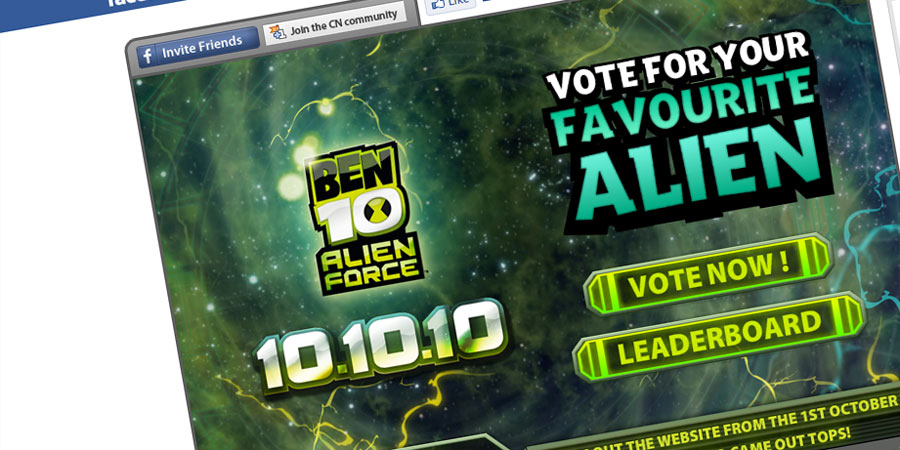 Invite Friends
Join the CN community
Like
VOTE FOR YOUR
FAVOURITE
ALIEN
BEN
10
ALIEN
FORCE
10.10.10
VOTE NOW !
LEADERBOARD
OUT THE WEBSITE FROM THE 1ST OCTOBER
CAME OUT TOPS!